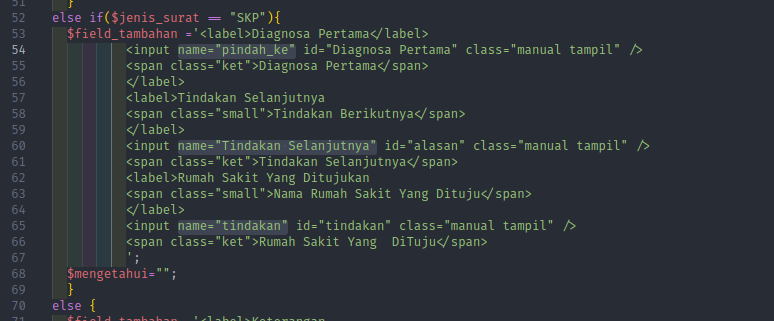 51 }
52 else if($jenis_surat == "SKP"){
53 $field_tambahan ='<label>Diagnosa Pertama</label>
54 <input name="pindah_ke" id="Diagnosa Pertama" class="manual tampil" />
55 <span class="ket">Diagnosa Pertama</span>
56 </label>
57 <label>Tindakan Selanjutnya
58 <span class="small">Tindakan Berikutnya</span>
59 </label>
60 <input name="Tindakan Selanjutnya" id="alasan" class="manual tampil" />
61 <span class="ket">Tindakan Selanjutnya</span>
62 <label>Rumah Sakit Yang Ditujukan
63 <span class="small">Nama Rumah Sakit Yang Dituju</span>
64 </label>
65 <input name="tindakan" id="tindakan" class="manual tampil" />
66 <span class="ket">Rumah Sakit Yang  DiTuju</span>
67 ';
68 $mengetahui="";
69 }
70 else {
71 $field_tambahan ='<label>Keterangan